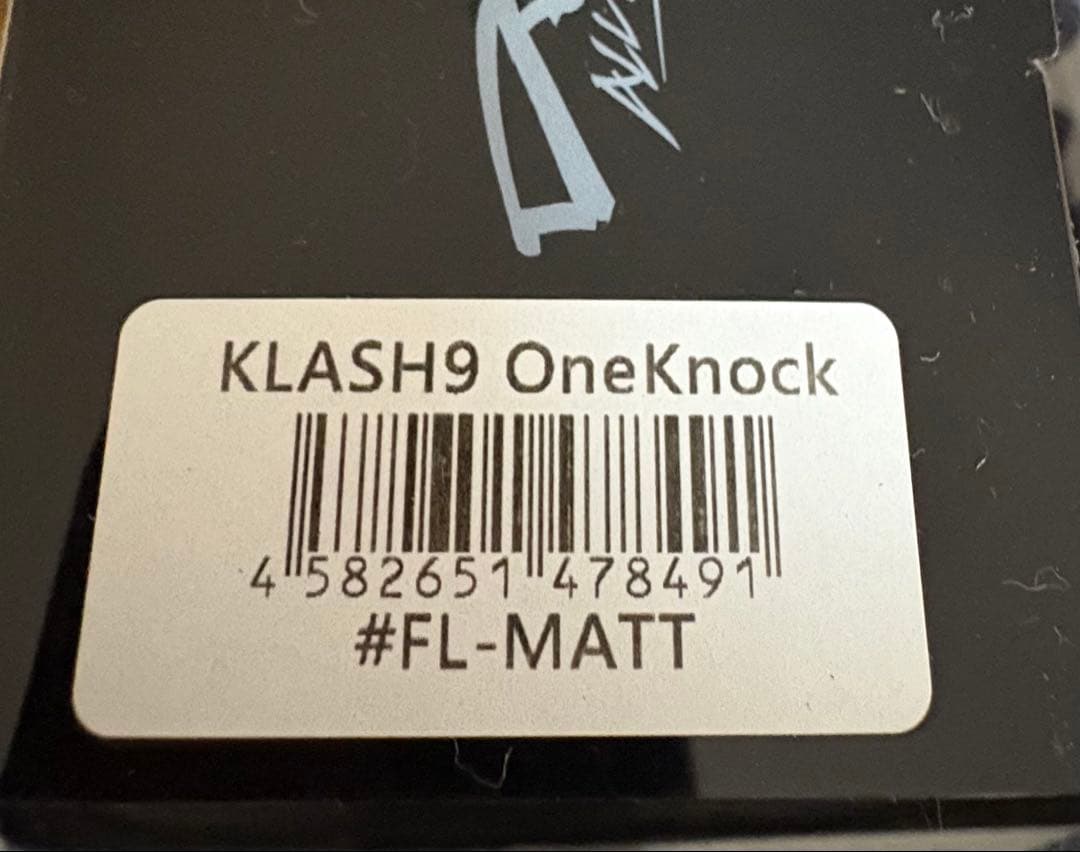 KLASH9 OneKnock
4 582651 478491
#FL-MATT